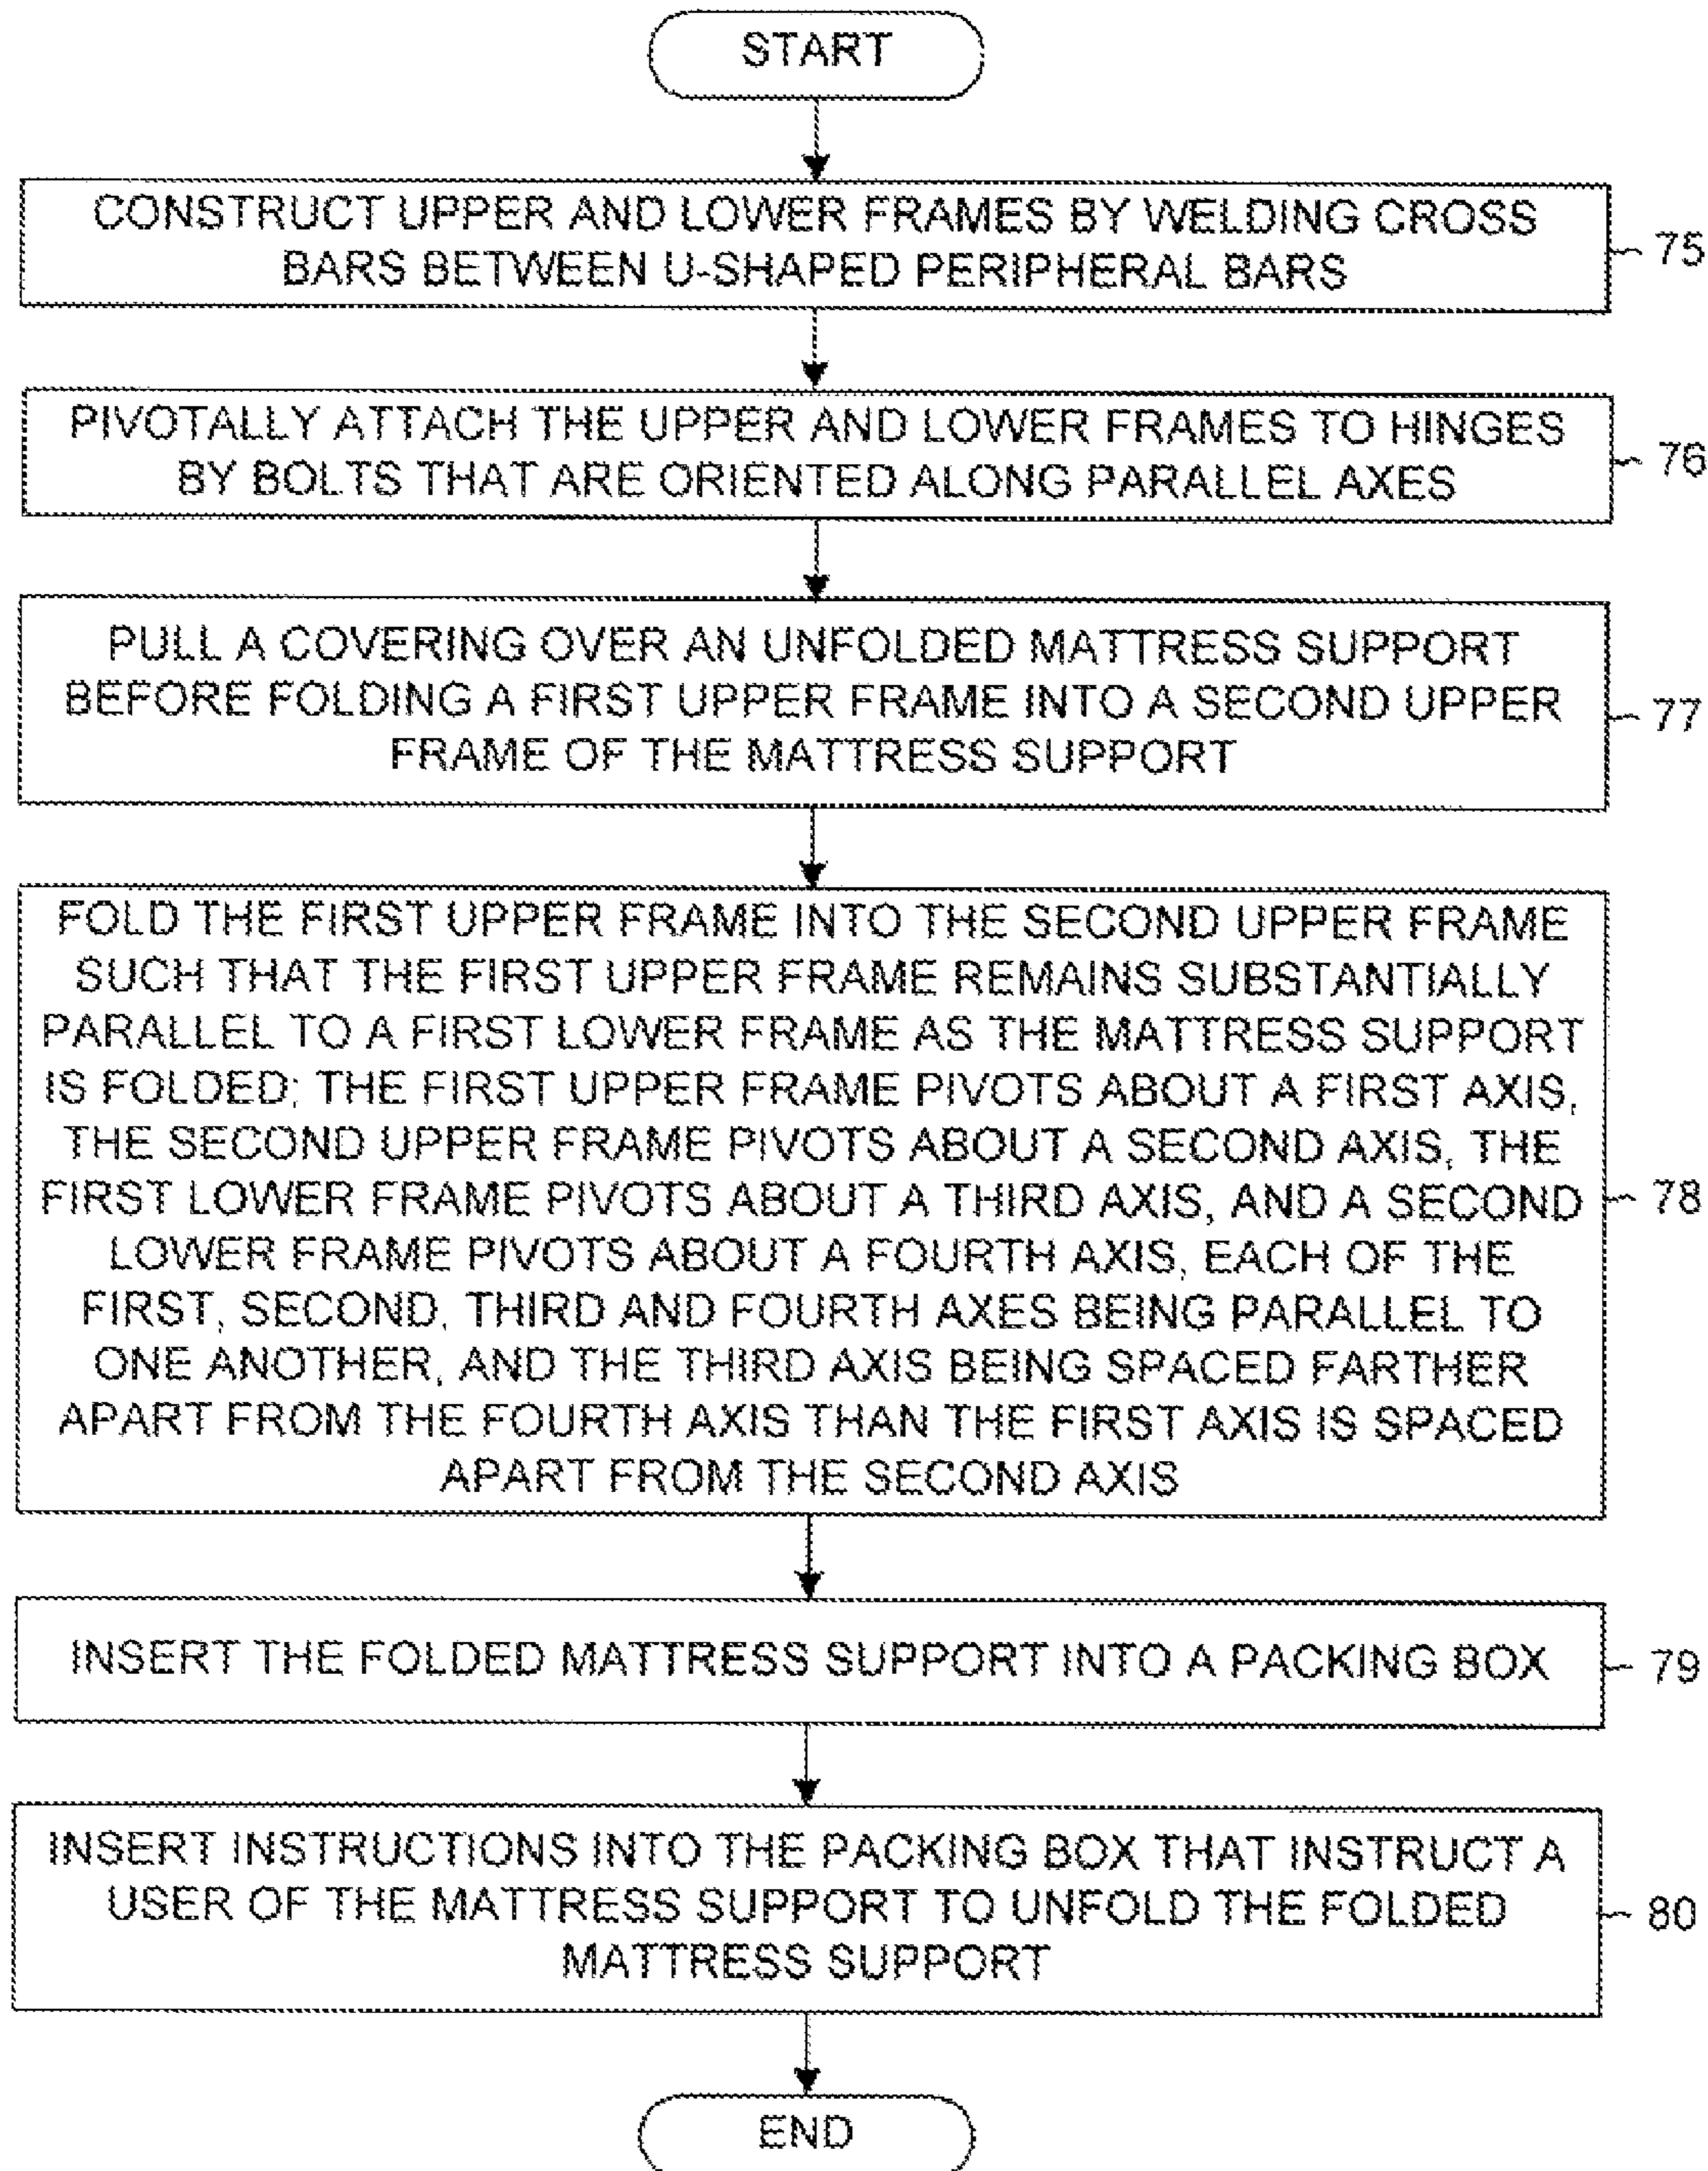 START
CONSTRUCT UPPER AND LOWER FRAMES BY WELDING CROSS
BARS BETWEEN U-SHAPED PERIPHERAL BARS
75
PIVOTALLY ATTACH THE UPPER AND LOWER FRAMES TO HINGES
BY BOLTS THAT ARE ORIENTED ALONG PARALLEL AXES
76
PULL A COVERING OVER AN UNFOLDED MATTRESS SUPPORT
BEFORE FOLDING A FIRST UPPER FRAME INTO A SECOND UPPER
FRAME OF THE MATTRESS SUPPORT
77
FOLD THE FIRST UPPER FRAME INTO THE SECOND UPPER FRAME
SUCH THAT THE FIRST UPPER FRAME REMAINS SUBSTANTIALLY
PARALLEL TO A FIRST LOWER FRAME AS THE MATTRESS SUPPORT
IS FOLDED; THE FIRST UPPER FRAME PIVOTS ABOUT A FIRST AXIS,
THE SECOND UPPER FRAME PIVOTS ABOUT A SECOND AXIS, THE
FIRST LOWER FRAME PIVOTS ABOUT A THIRD AXIS, AND A SECOND
LOWER FRAME PIVOTS ABOUT A FOURTH AXIS, EACH OF THE
FIRST, SECOND, THIRD AND FOURTH AXES BEING PARALLEL TO
ONE ANOTHER, AND THE THIRD AXIS BEING SPACED FARTHER
APART FROM THE FOURTH AXIS THAN THE FIRST AXIS IS SPACED
APART FROM THE SECOND AXIS
78
INSERT THE FOLDED MATTRESS SUPPORT INTO A PACKING BOX
79
INSERT INSTRUCTIONS INTO THE PACKING BOX THAT INSTRUCT A
USER OF THE MATTRESS SUPPORT TO UNFOLD THE FOLDED
MATTRESS SUPPORT
80
END